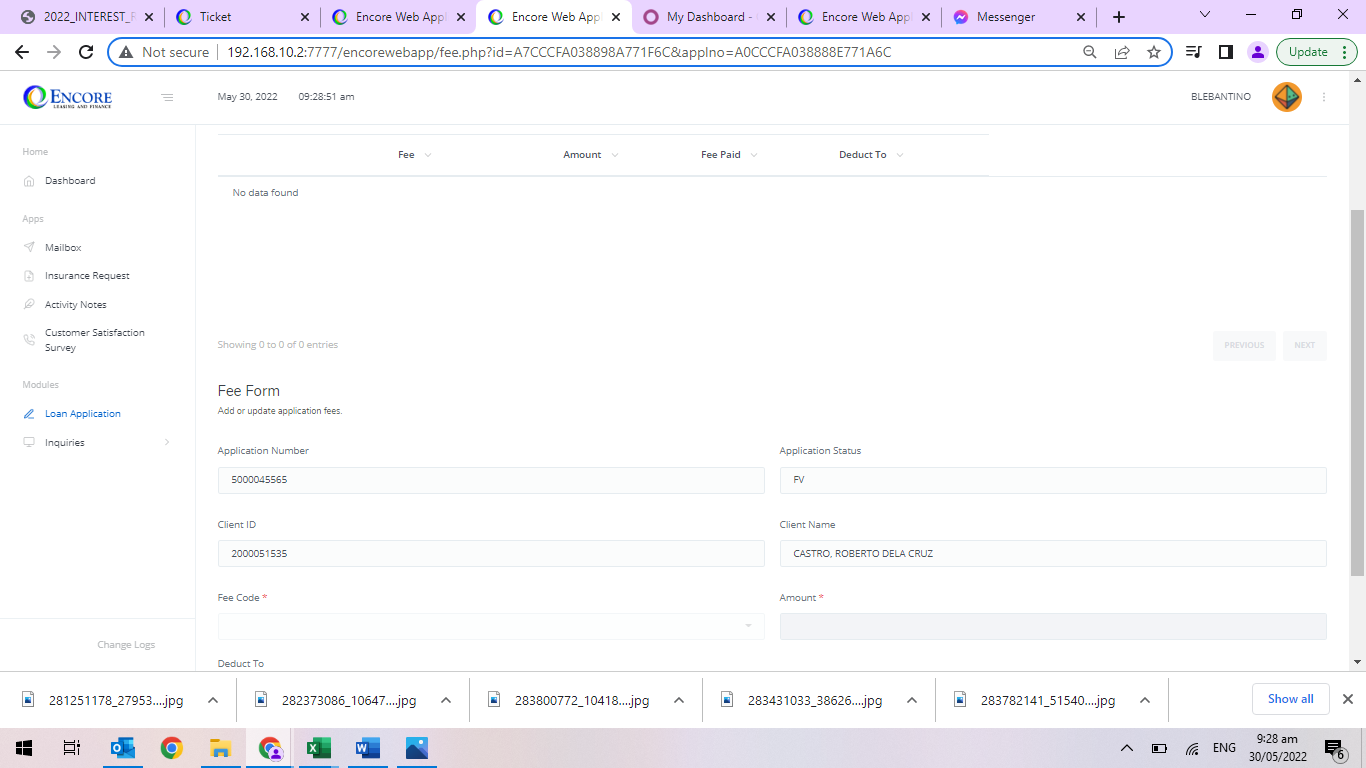 2022_INTEREST_R
Ticket
Encore Web Appl
Encore Web Appl
My Dashboard -
Encore Web Appl
Messenger
Not secure
192.168.10.2:7777/encorewebapp/fee.php?id=A7CCCFA038898A771F6C&applno=A0CCCFA038888E771A6C
Update
ENCORE
LEASING AND FINANCE
May 30, 2022
09:28:51 am
BLEBANTINO
Home
Dashboard
Apps
Mailbox
Insurance Request
Activity Notes
Customer Satisfaction
Survey
Modules
Loan Application
Inquiries
Change Logs
Fee
Amount
Fee Paid
Deduct To
No data found
Showing 0 to 0 of 0 entries
PREVIOUS
NEXT
Fee Form
Add or update application fees.
Application Number
Application Status
5000045565
FV
Client ID
Client Name
2000051535
CASTRO, ROBERTO DELA CRUZ
Fee Code *
Amount *
Deduct To
281251178_27953....jpg
282373086_10647....jpg
283800772_10418....jpg
283431033_38626....jpg
283782141_51540....jpg
Show all
ENG
9:28 am
30/05/2022
6